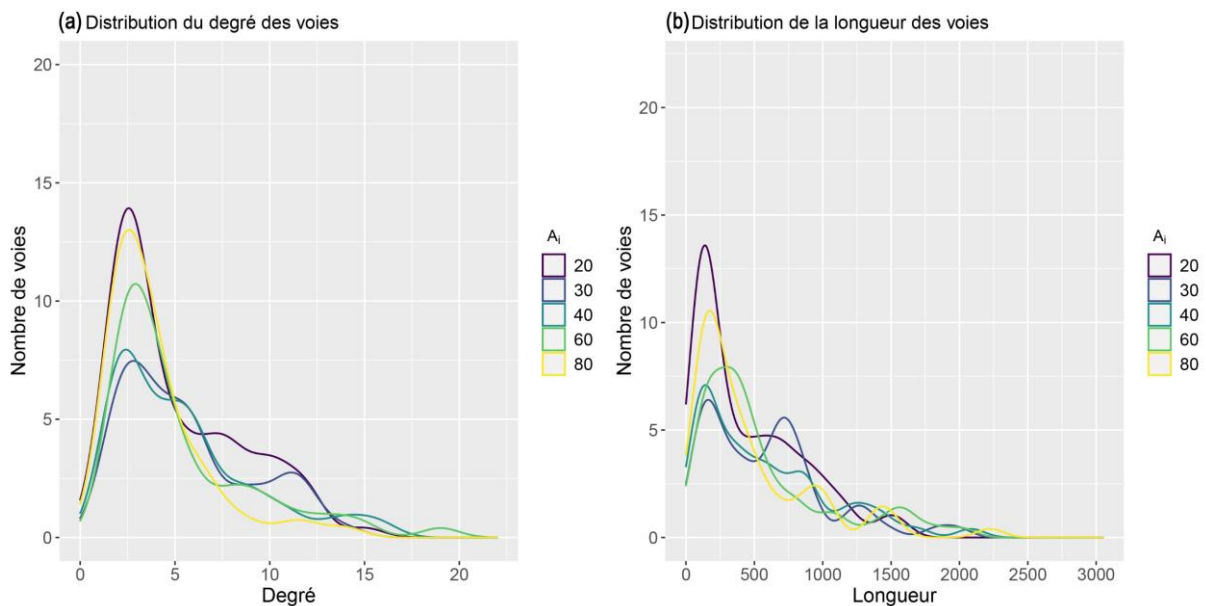 (a) Distribution du degré des voies
Nombre de voies
20
15
10
5
0
0 5 10 15 20
Degré
Ai
20
30
40
60
80
(b) Distribution de la longueur des voies
Nombre de voies
20
15
10
5
0
0 500 1000 1500 2000 2500 3000
Longueur
Ai
20
30
40
60
80